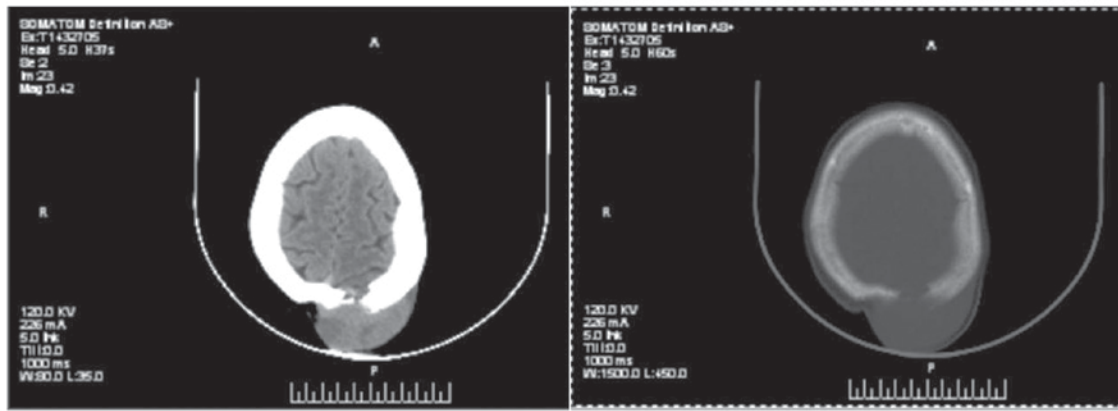 SOMATOM Definition AS+
Ex:T1432705
Head 5.0 H37s
Se:2
Im:23
Mag:0.42
A
R
120.0 KV
226 mA
5.0 thk
Tilt:0.0
1000 ms
W:80.0 L:35.0
P
SOMATOM Definition AS+
Ex:T1432705
Head 5.0 H60s
Se:3
Im:23
Mag:0.42
A
R
120.0 KV
226 mA
5.0 thk
Tilt:0.0
1000 ms
W:1500.0 L:450.0
P